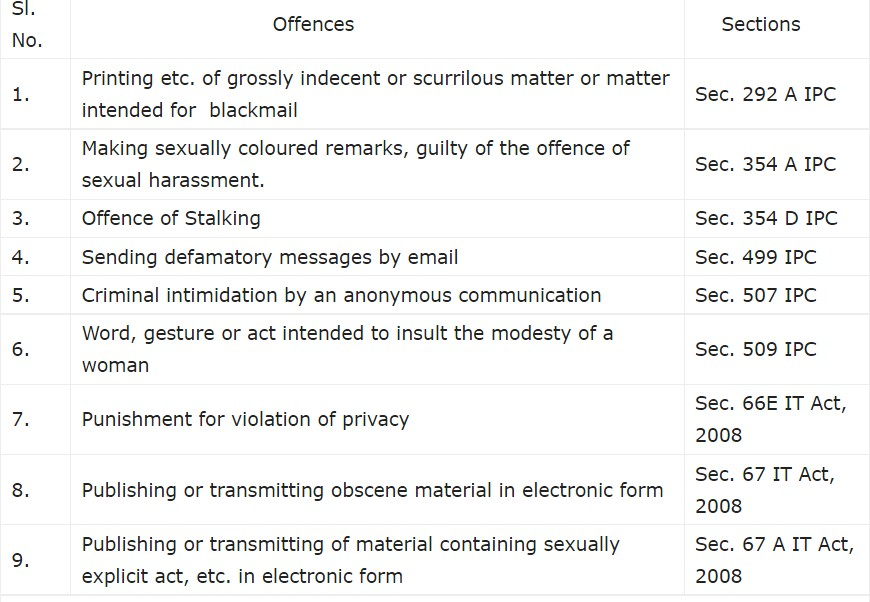 Sl.
No.
Offences
Sections
1.
Printing etc. of grossly indecent or scurrilous matter or matter
intended for  blackmail
Sec. 292 A IPC
2.
Making sexually coloured remarks, guilty of the offence of
sexual harassment.
Sec. 354 A IPC
3.
Offence of Stalking
Sec. 354 D IPC
4.
Sending defamatory messages by email
Sec. 499 IPC
5.
Criminal intimidation by an anonymous communication
Sec. 507 IPC
6.
Word, gesture or act intended to insult the modesty of a
woman
Sec. 509 IPC
7.
Punishment for violation of privacy
Sec. 66E IT Act,
2008
8.
Publishing or transmitting obscene material in electronic form
Sec. 67 IT Act,
2008
9.
Publishing or transmitting of material containing sexually
explicit act, etc. in electronic form
Sec. 67 A IT Act,
2008